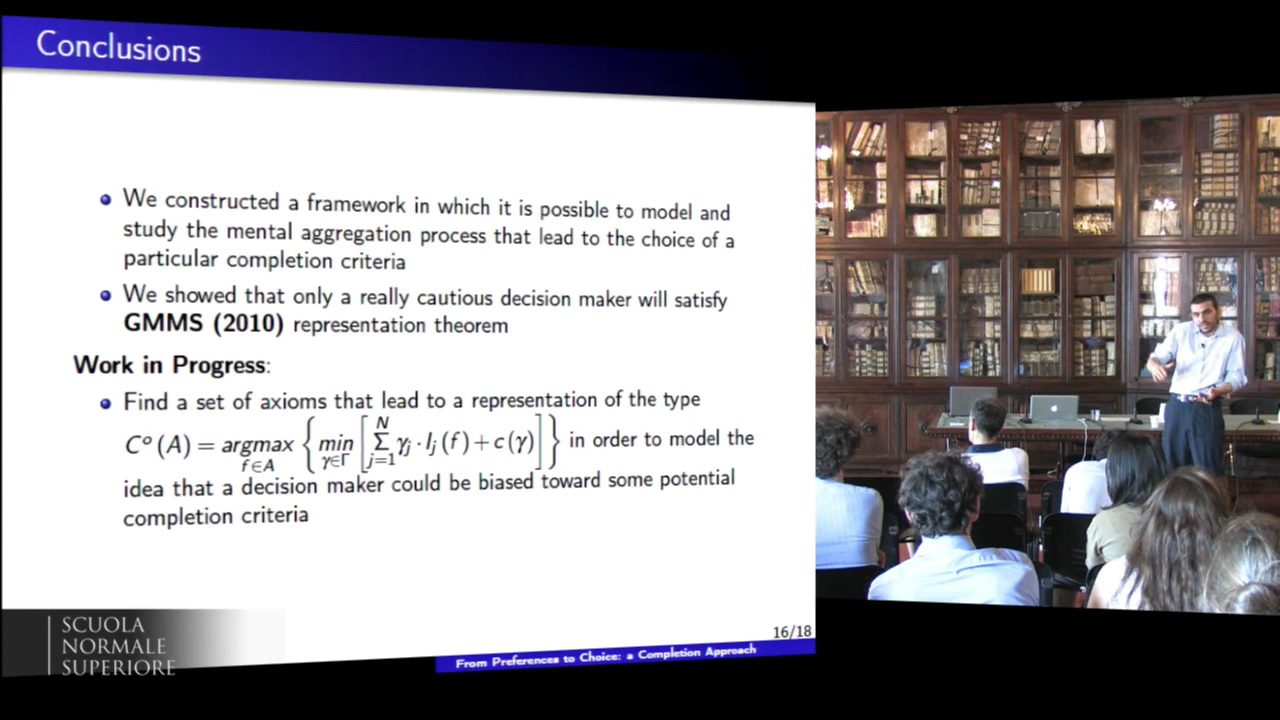 Conclusions
We constructed a framework in which it is possible to model and
study the mental aggregation process that lead to the choice of a
particular completion criteria
We showed that only a really cautious decision maker will satisfy
GMMS (2010) representation theorem
Work in Progress:
Find a set of axioms that lead to a representation of the type
C° (A) = argmax_{f∈A} { min_{γ∈Γ} [ ∑_{j=1}^{N} γ_j · I_j (f) + c(γ) ] } in order to model the
idea that a decision maker could be biased toward some potential
completion criteria
16/18
From Preferences to Choice: a Completion Approach
SCUOLA
NORMALE
SUPERIORE